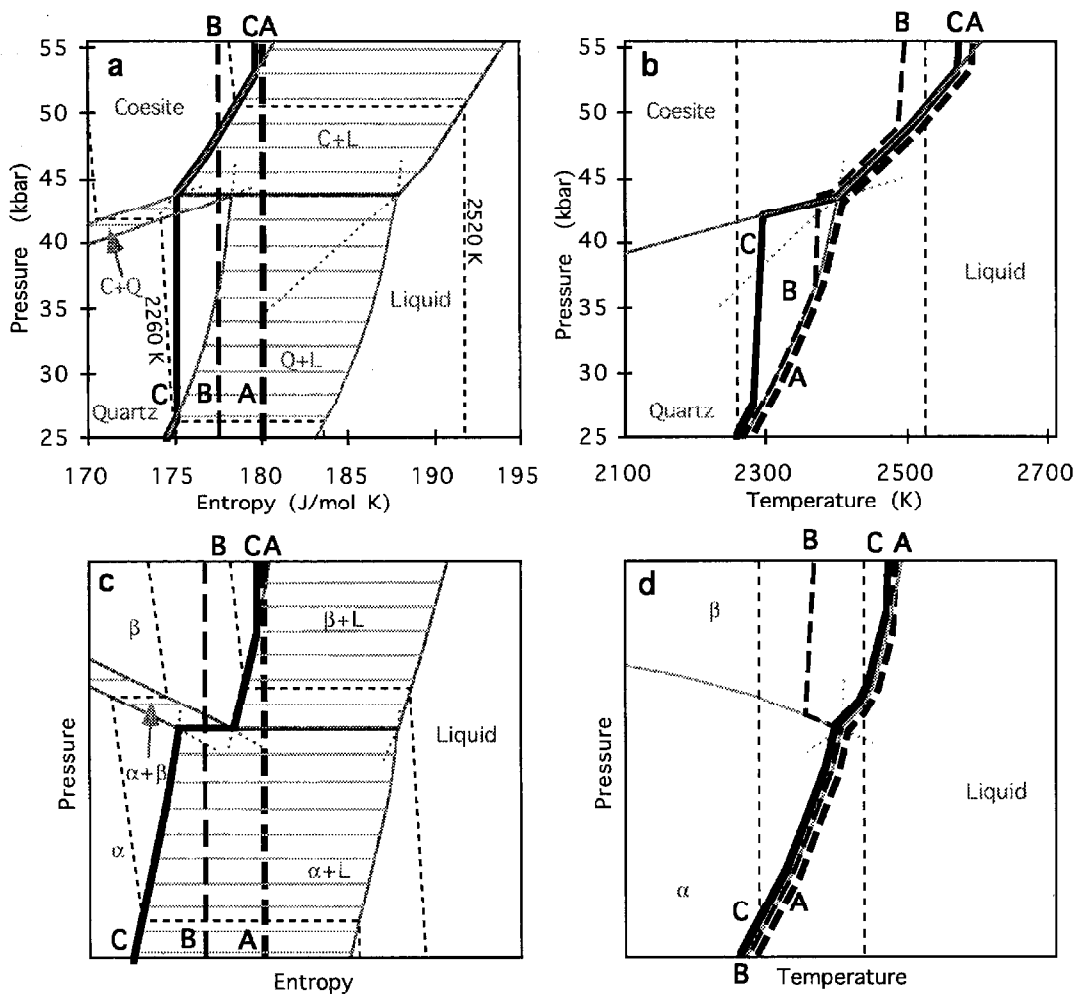 B CA
B CA
a
b
55
55
Coesite
Coesite
50
50
C+L
45
45
40
40
C+Q
2260 K
2520 K
C
B
35
35
Liquid
Liquid
Q+L
A
30
30
C B A
Quartz
Quartz
25
25
Pressure (kbar)
Pressure (kbar)
170 175 180 185 190 195
2100 2300 2500 2700
Entropy (J/mol K)
Temperature (K)
B CA
B C A
c
d
β
β+L
β
Pressure
Pressure
Liquid
Liquid
α+β
α
α+L
α
C B A
C A
B
Entropy
Temperature